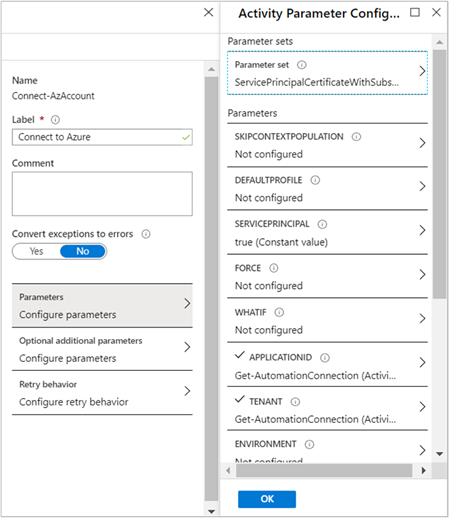 Name
Connect-AzAccount
Label *
Connect to Azure
Comment
Convert exceptions to errors
Yes No
Parameters
Configure parameters
Optional additional parameters
Configure parameters
Retry behavior
Configure retry behavior
Activity Parameter Config...
Parameter sets
Parameter set
ServicePrincipalCertificateWithSubs...
Parameters
SKIPCONTEXTPOPULATION
Not configured
DEFAULTPROFILE
Not configured
SERVICEPRINCIPAL
true (Constant value)
FORCE
Not configured
WHATIF
Not configured
APPLICATIONID
Get-AutomationConnection (Activi...
TENANT
Get-AutomationConnection (Activi...
ENVIRONMENT
Not configured
OK